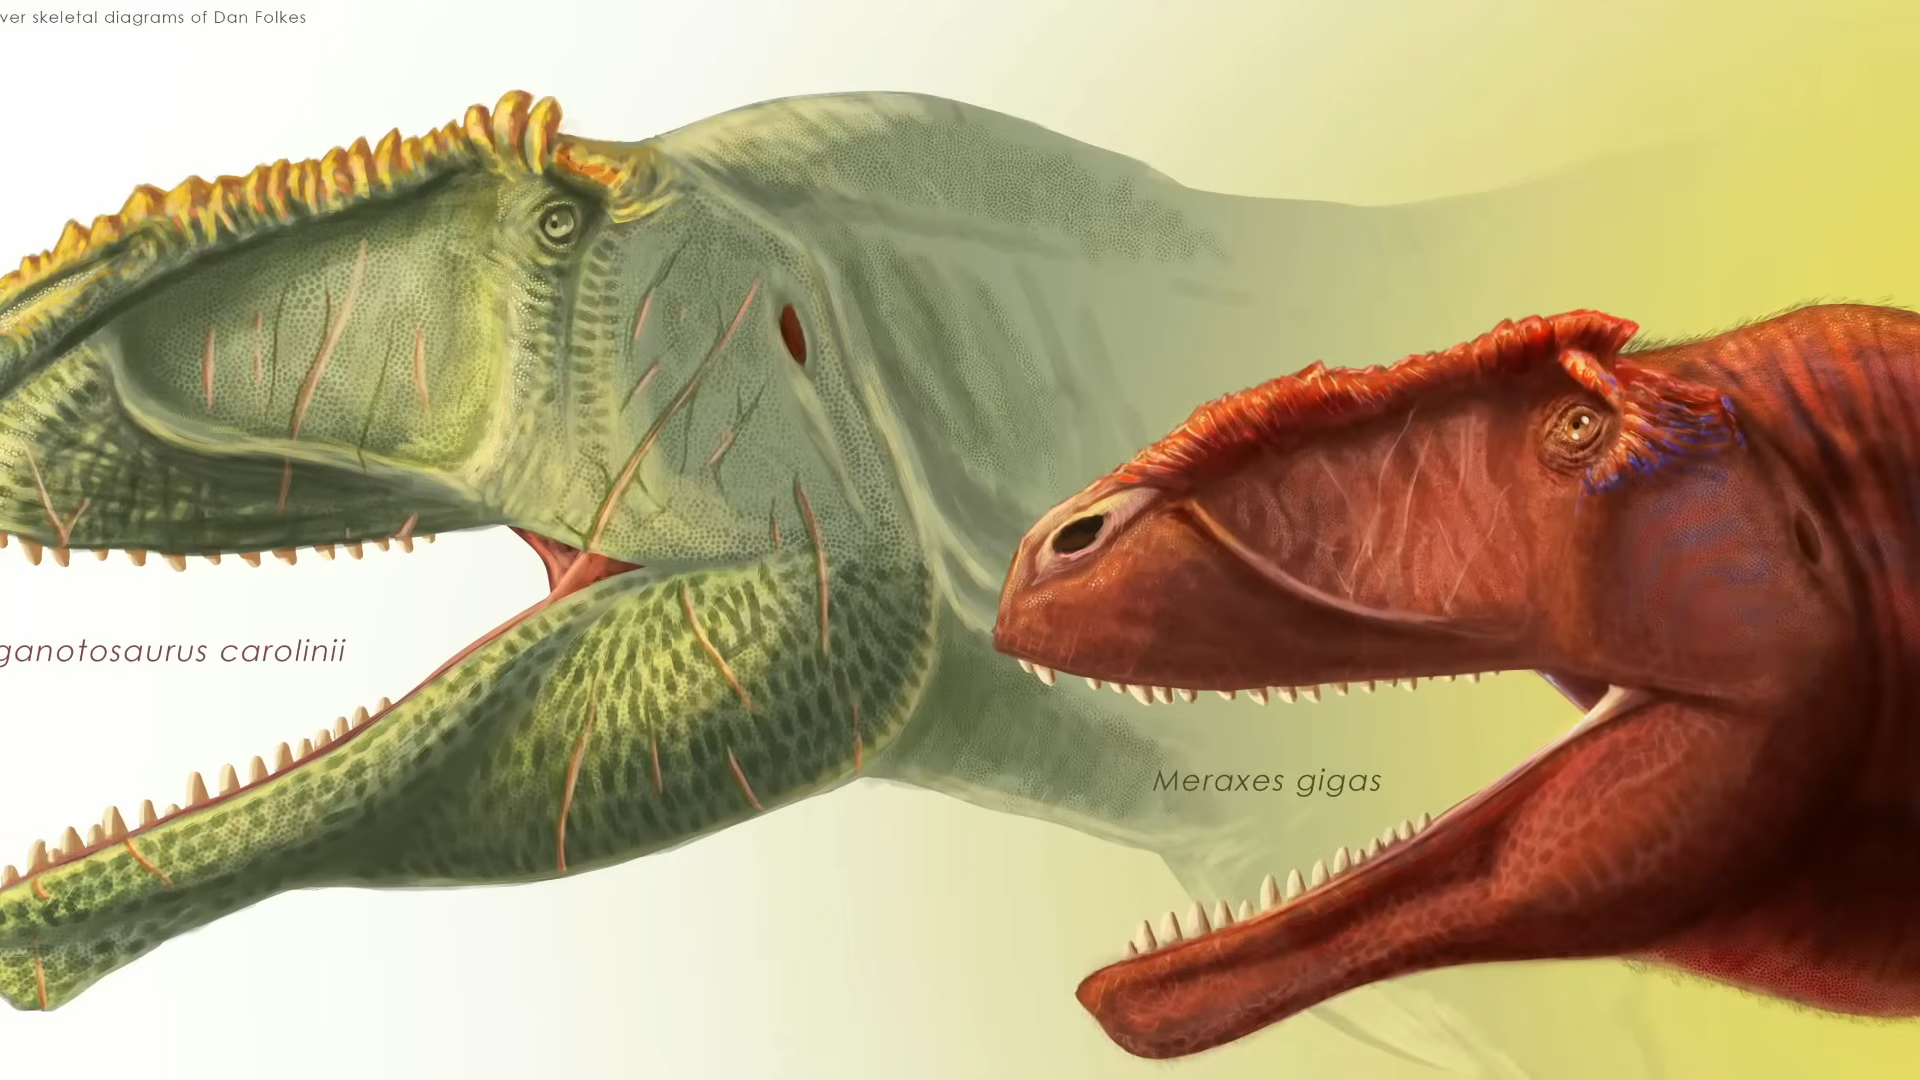 ver skeletal diagrams of Dan Folkes
ganotosaurus carolinii
Meraxes gigas